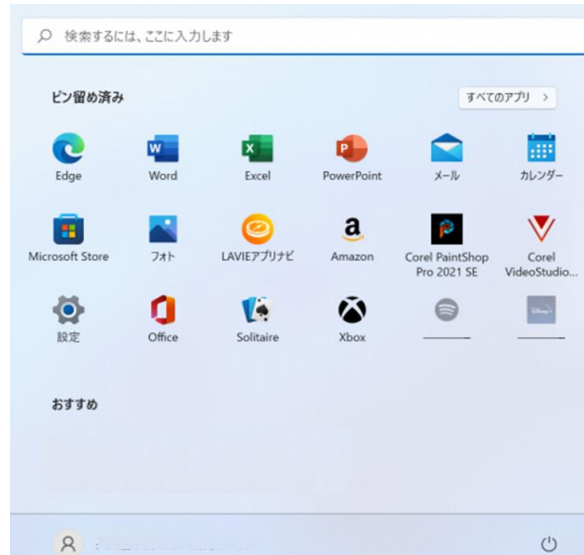 検索するには、ここに入力します
ピン留め済み
すべてのアプリ >
Edge
Word
Excel
PowerPoint
メール
カレンダー
Microsoft Store
フォト
LAVIEアプリナビ
Amazon
Corel PaintShop
Pro 2021 SE
Corel
VideoStudio...
設定
Office
Solitaire
Xbox
おすすめ